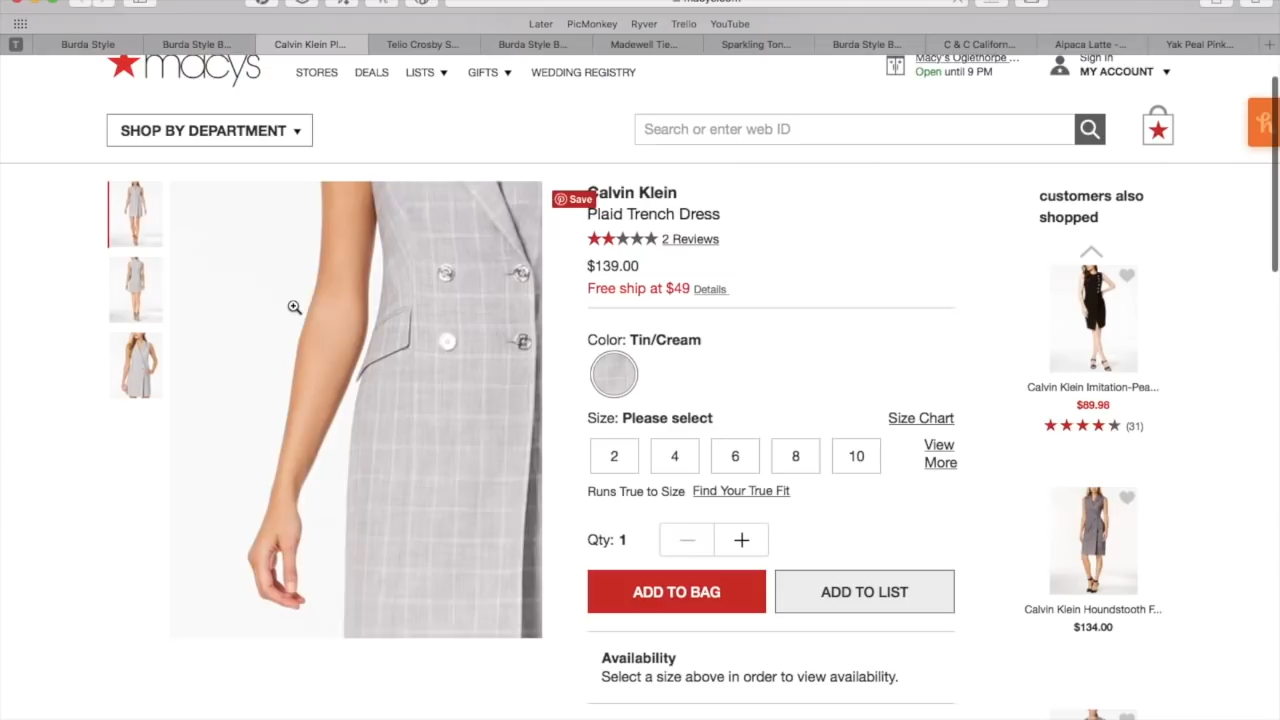 macys.com
Later PicMonkey Ryver Trello YouTube
T Burda Style Burda Style B... Calvin Klein Pl... Telio Crosby S... Burda Style B... Madewell Tie... Sparkling Ton... Burda Style B... C & C Californ... Alpaca Latte -... Yak Peal Pink...
macys
STORES DEALS LISTS GIFTS WEDDING REGISTRY
Macy's Oglethorpe ...
Open until 9 PM
Sign In
MY ACCOUNT
SHOP BY DEPARTMENT
Search or enter web ID
h
Save
Calvin Klein
Plaid Trench Dress
2 Reviews
$139.00
Free ship at $49 Details
Color: Tin/Cream
Size: Please select Size Chart
2 4 6 8 10 View
More
Runs True to Size Find Your True Fit
Qty: 1
ADD TO BAG ADD TO LIST
Availability
Select a size above in order to view availability.
customers also
shopped
Calvin Klein Imitation-Pea...
$89.98
(31)
Calvin Klein Houndstooth F...
$134.00